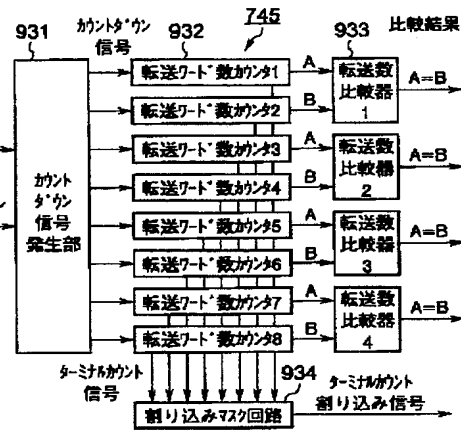 931
カウントダウン
信号
932
745
933
比較結果
カウント
ダウン
信号
発生部
転送ワード数カウンタ1
転送ワード数カウンタ2
転送ワード数カウンタ3
転送ワード数カウンタ4
転送ワード数カウンタ5
転送ワード数カウンタ6
転送ワード数カウンタ7
転送ワード数カウンタ8
A
B
A
B
A
B
A
B
転送数
比較器
1
転送数
比較器
2
転送数
比較器
3
転送数
比較器
4
A=B
A=B
A=B
A=B
ターミナルカウント
信号
934
割り込みマスク回路
ターミナルカウント
割り込み信号